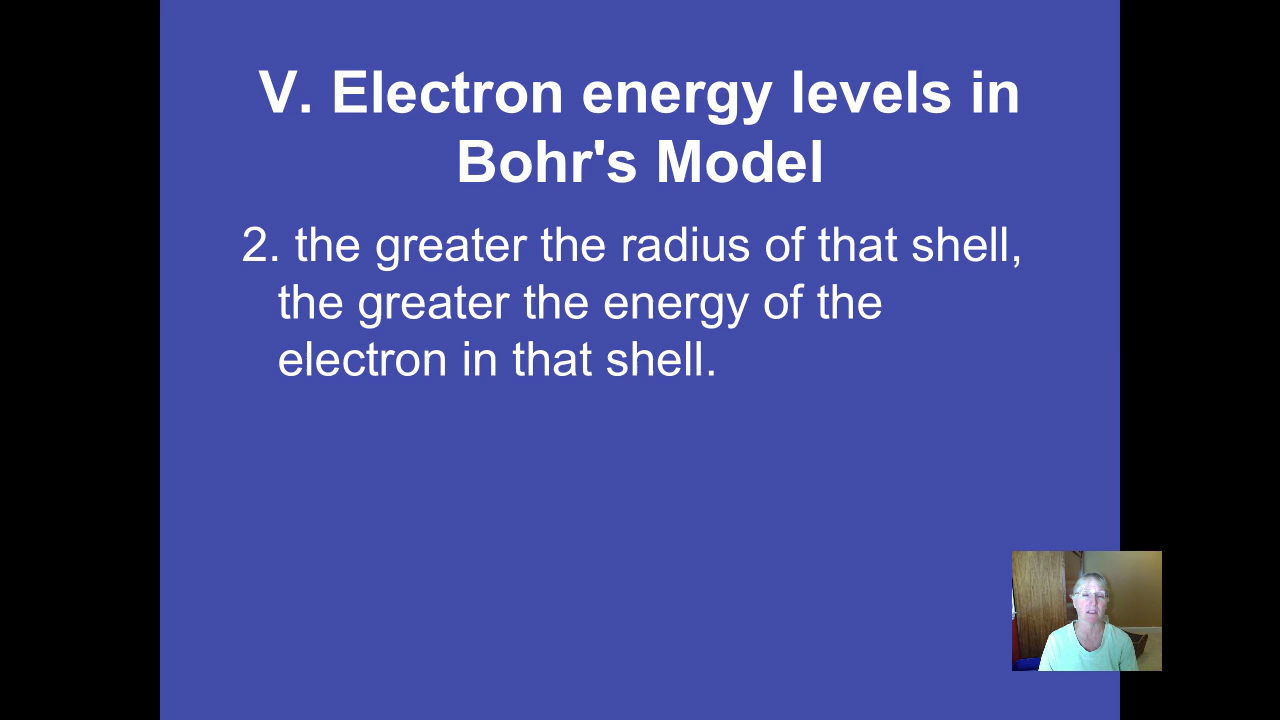 V. Electron energy levels in
Bohr's Model
2. the greater the radius of that shell,
the greater the energy of the
electron in that shell.